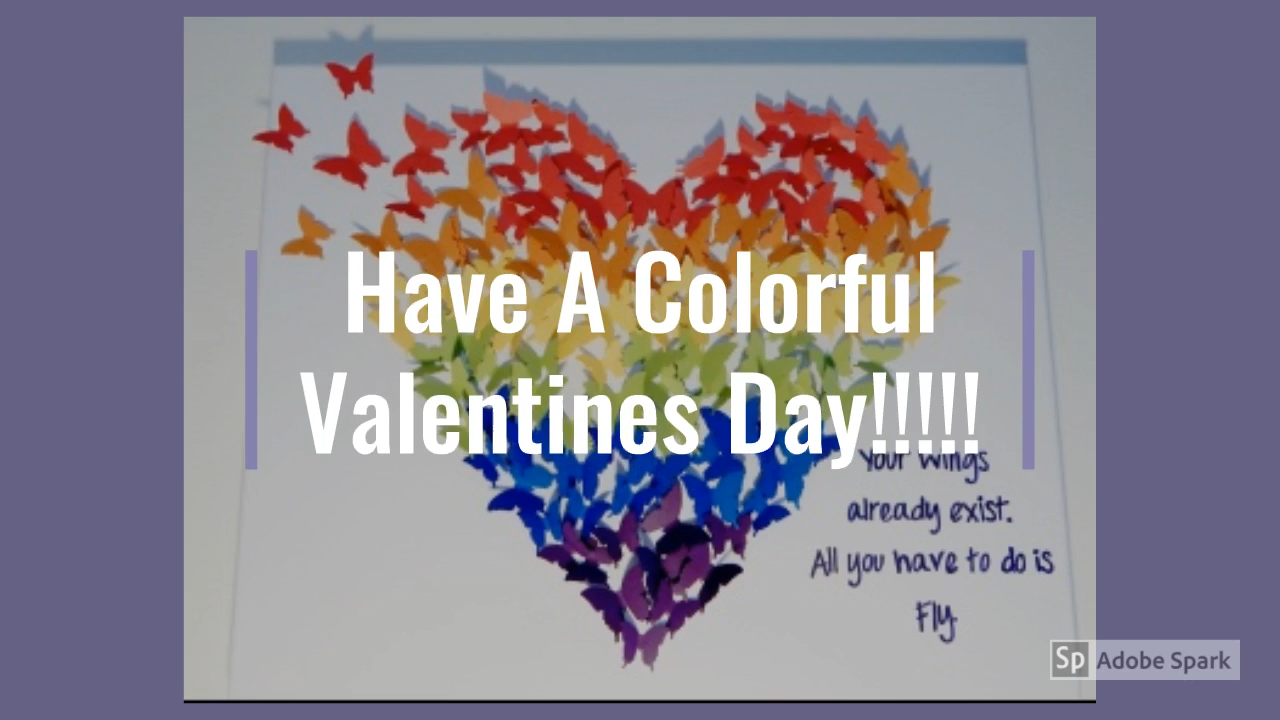 Have A Colorful
Valentines Day!!!!!
Your wings
already exist.
All you have to do is
Fly
Sp Adobe Spark